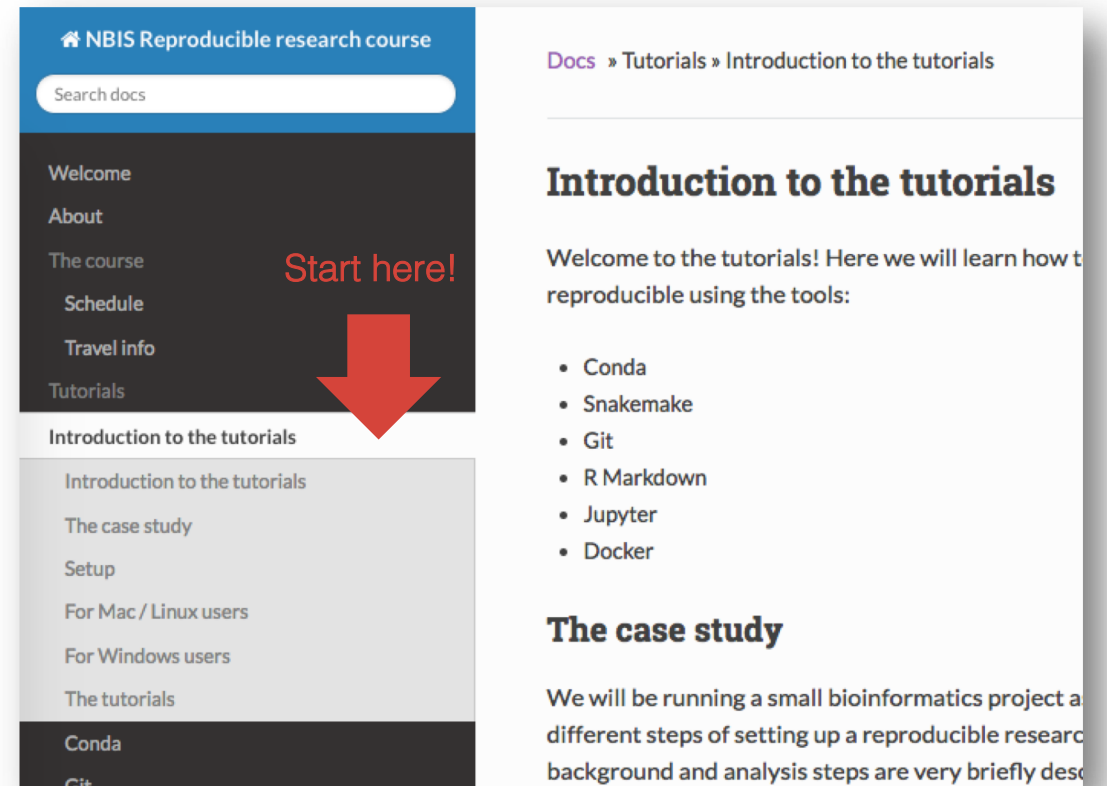 NBIS Reproducible research course
Search docs
Welcome
About
The course
Schedule
Travel info
Tutorials
Introduction to the tutorials
Introduction to the tutorials
The case study
Setup
For Mac / Linux users
For Windows users
The tutorials
Conda
Git
Start here!
Docs » Tutorials » Introduction to the tutorials
Introduction to the tutorials
Welcome to the tutorials! Here we will learn how t
reproducible using the tools:
• Conda
• Snakemake
• Git
• R Markdown
• Jupyter
• Docker
The case study
We will be running a small bioinformatics project a
different steps of setting up a reproducible researc
background and analysis steps are very briefly desc